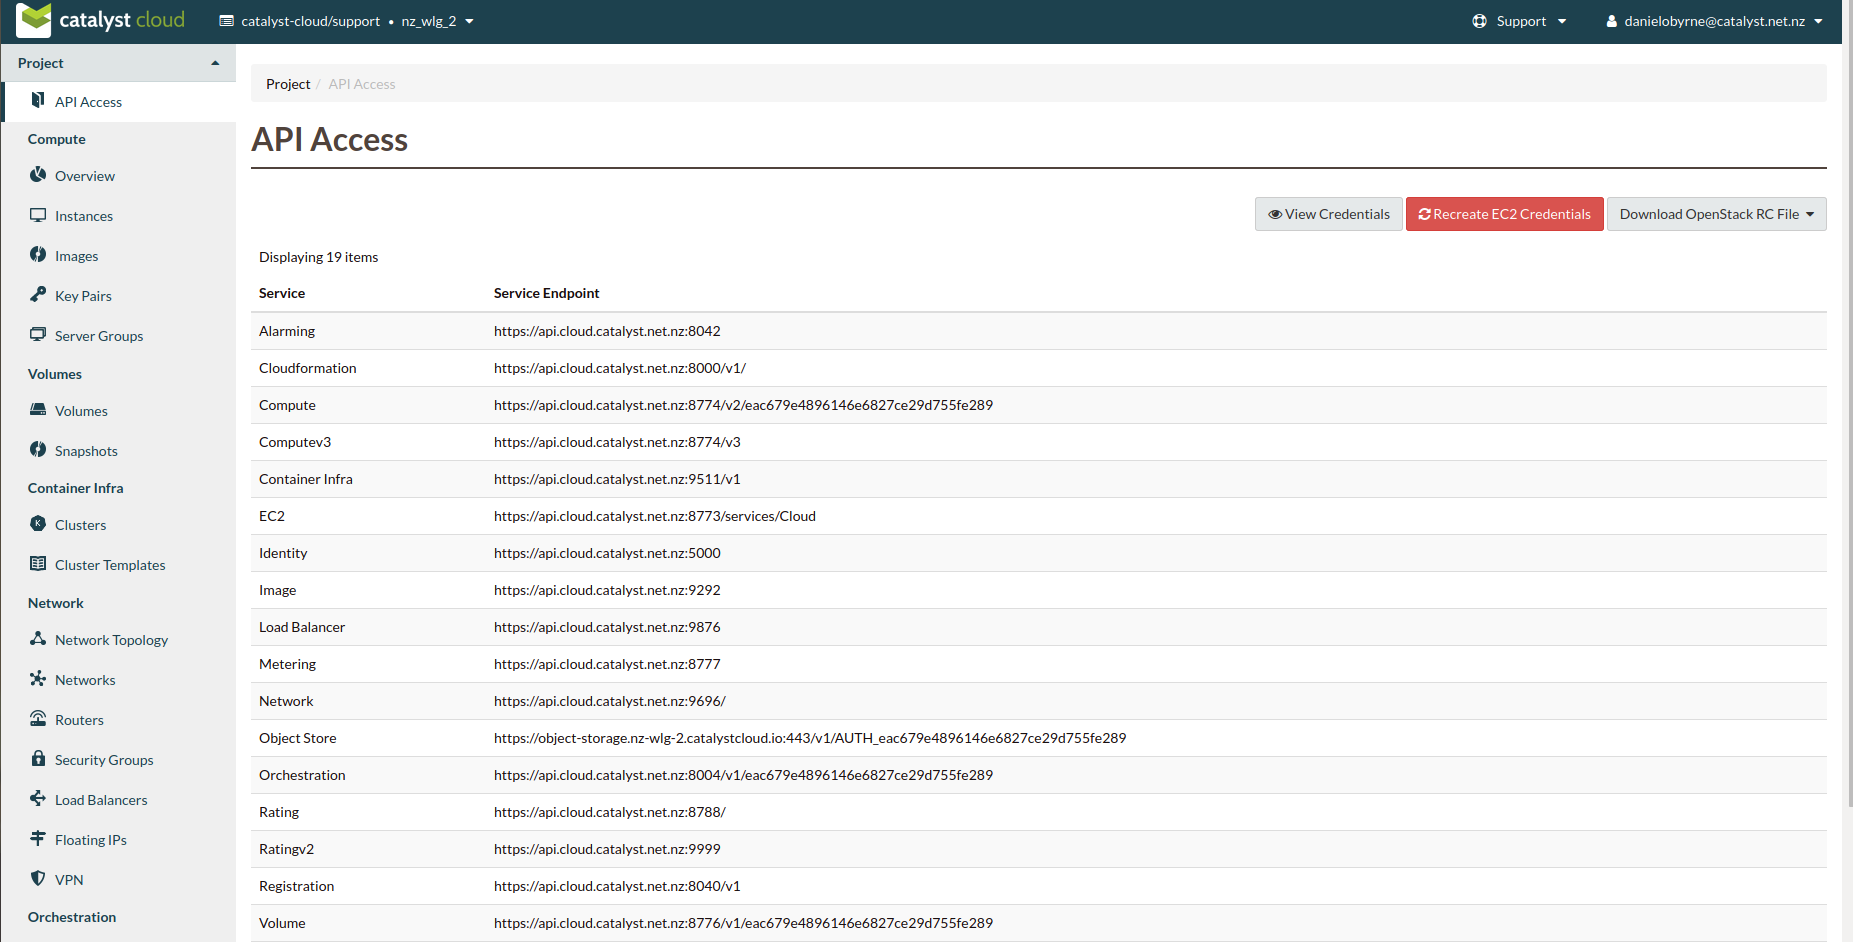 catalyst cloud
catalyst-cloud/support • nz_wlg_2
Support
danielobyrne@catalyst.net.nz
Project
API Access
Compute
Overview
Instances
Images
Key Pairs
Server Groups
Volumes
Volumes
Snapshots
Container Infra
K
Clusters
Cluster Templates
Network
Network Topology
Networks
Routers
Security Groups
Load Balancers
Floating IPs
VPN
Orchestration
Project / API Access
API Access
View Credentials
Recreate EC2 Credentials
Download OpenStack RC File
Displaying 19 items
Service Service Endpoint
Alarming https://api.cloud.catalyst.net.nz:8042
Cloudformation https://api.cloud.catalyst.net.nz:8000/v1/
Compute https://api.cloud.catalyst.net.nz:8774/v2/eac679e4896146e6827ce29d755fe289
Computev3 https://api.cloud.catalyst.net.nz:8774/v3
Container Infra https://api.cloud.catalyst.net.nz:9511/v1
EC2 https://api.cloud.catalyst.net.nz:8773/services/Cloud
Identity https://api.cloud.catalyst.net.nz:5000
Image https://api.cloud.catalyst.net.nz:9292
Load Balancer https://api.cloud.catalyst.net.nz:9876
Metering https://api.cloud.catalyst.net.nz:8777
Network https://api.cloud.catalyst.net.nz:9696/
Object Store https://object-storage.nz-wlg-2.catalystcloud.io:443/v1/AUTH_eac679e4896146e6827ce29d755fe289
Orchestration https://api.cloud.catalyst.net.nz:8004/v1/eac679e4896146e6827ce29d755fe289
Rating https://api.cloud.catalyst.net.nz:8788/
Ratingv2 https://api.cloud.catalyst.net.nz:9999
Registration https://api.cloud.catalyst.net.nz:8040/v1
Volume https://api.cloud.catalyst.net.nz:8776/v1/eac679e4896146e6827ce29d755fe289